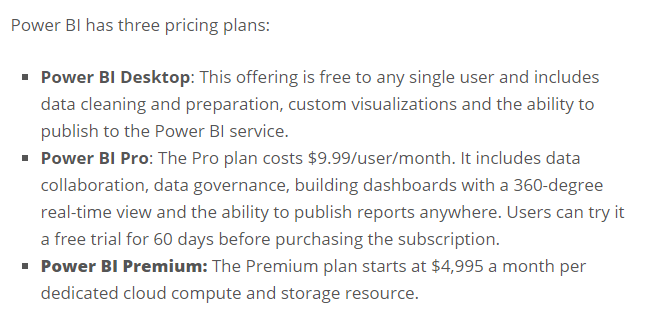 Power BI has three pricing plans:
▪ Power BI Desktop: This offering is free to any single user and includes
data cleaning and preparation, custom visualizations and the ability to
publish to the Power BI service.
▪ Power BI Pro: The Pro plan costs $9.99/user/month. It includes data
collaboration, data governance, building dashboards with a 360-degree
real-time view and the ability to publish reports anywhere. Users can try it
a free trial for 60 days before purchasing the subscription.
▪ Power BI Premium: The Premium plan starts at $4,995 a month per
dedicated cloud compute and storage resource.